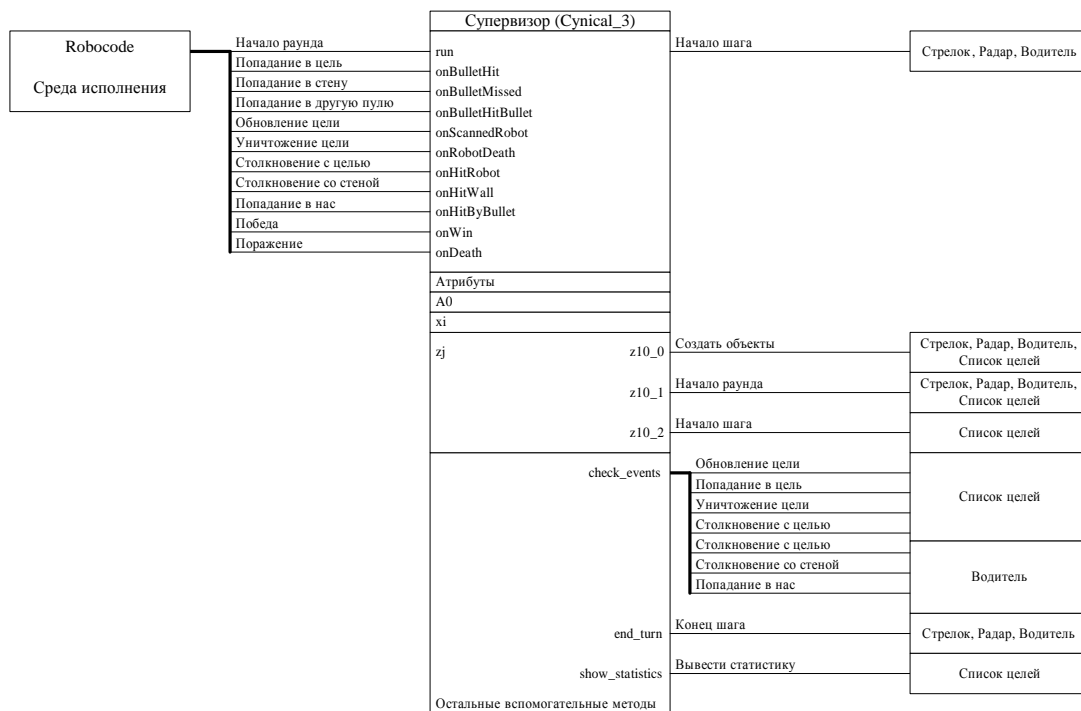 Супервизор (Cynical_3)
Robocode
Среда исполнения
Начало раунда
Попадание в цель
Попадание в стену
Попадание в другую пулю
Обновление цели
Уничтожение цели
Столкновение с целью
Столкновение со стеной
Попадание в нас
Победа
Поражение
run
onBulletHit
onBulletMissed
onBulletHitBullet
onScannedRobot
onRobotDeath
onHitRobot
onHitWall
onHitByBullet
onWin
onDeath
Начало шага
Стрелок, Радар, Водитель
Атрибуты
A0
xi
zj
z10_0
Создать объекты
Стрелок, Радар, Водитель,
Список целей
z10_1
Начало раунда
Стрелок, Радар, Водитель,
Список целей
z10_2
Начало шага
Список целей
check_events
Обновление цели
Попадание в цель
Уничтожение цели
Столкновение с целью
Список целей
Столкновение с целью
Столкновение со стеной
Попадание в нас
Водитель
end_turn
Конец шага
Стрелок, Радар, Водитель
show_statistics
Вывести статистику
Список целей
Остальные вспомогательные методы